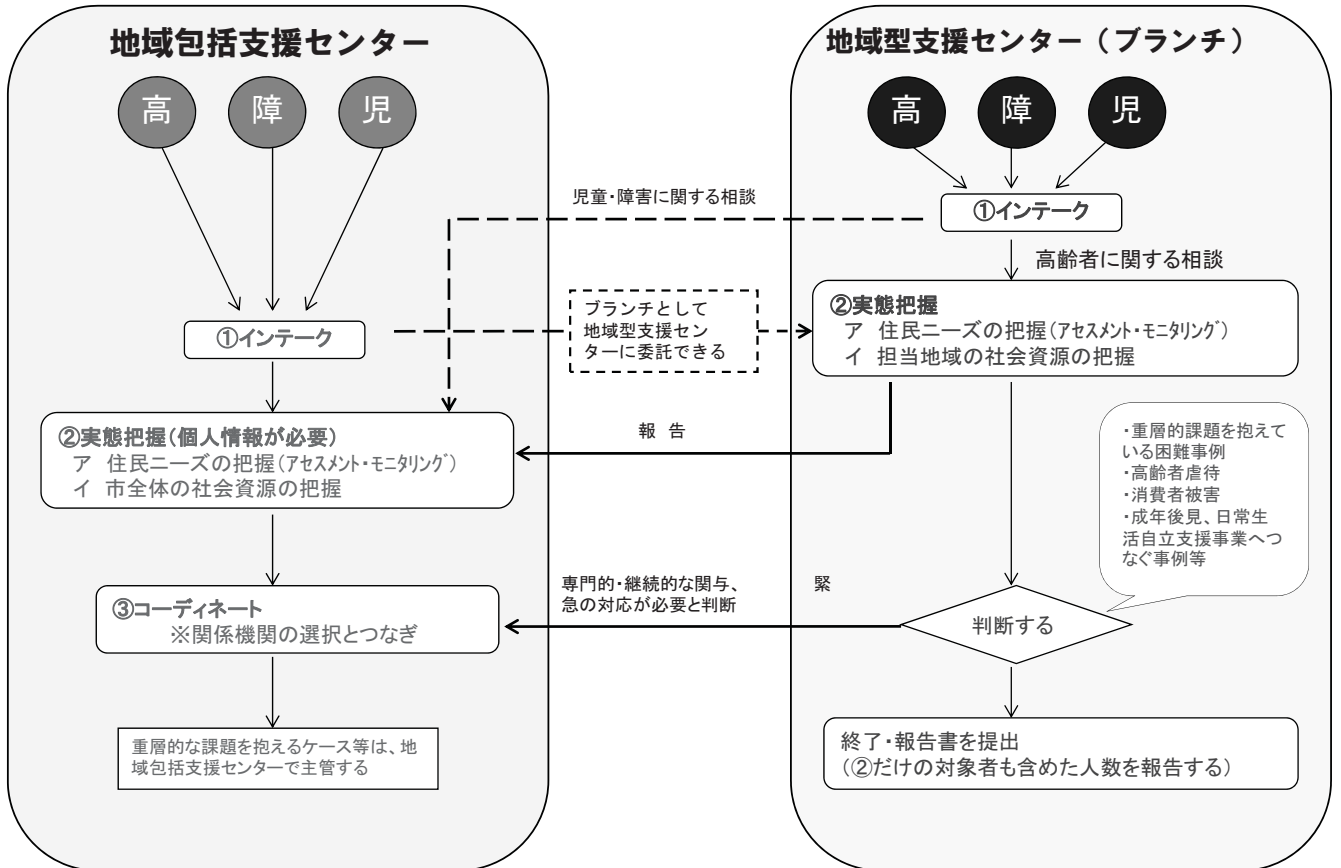 地域包括支援センター
高 障 児
①インテーク
②実態把握(個人情報が必要)
ア 住民ニーズの把握(アセスメント・モニタリング)
イ 市全体の社会資源の把握
③コーディネート
※関係機関の選択とつなぎ
重層的な課題を抱えるケース等は、地
域包括支援センターで主管する
児童・障害に関する相談
ブランチとして
地域型支援セン
ターに委託できる
報 告
専門的・継続的な関与、 緊
急の対応が必要と判断
地域型支援センター(ブランチ)
高 障 児
①インテーク
高齢者に関する相談
②実態把握
ア 住民ニーズの把握(アセスメント・モニタリング)
イ 担当地域の社会資源の把握
・重層的課題を抱えて
いる困難事例
・高齢者虐待
・消費者被害
・成年後見、日常生
活自立支援事業へつ
なぐ事例等
判断する
終了・報告書を提出
(②だけの対象者も含めた人数を報告する)